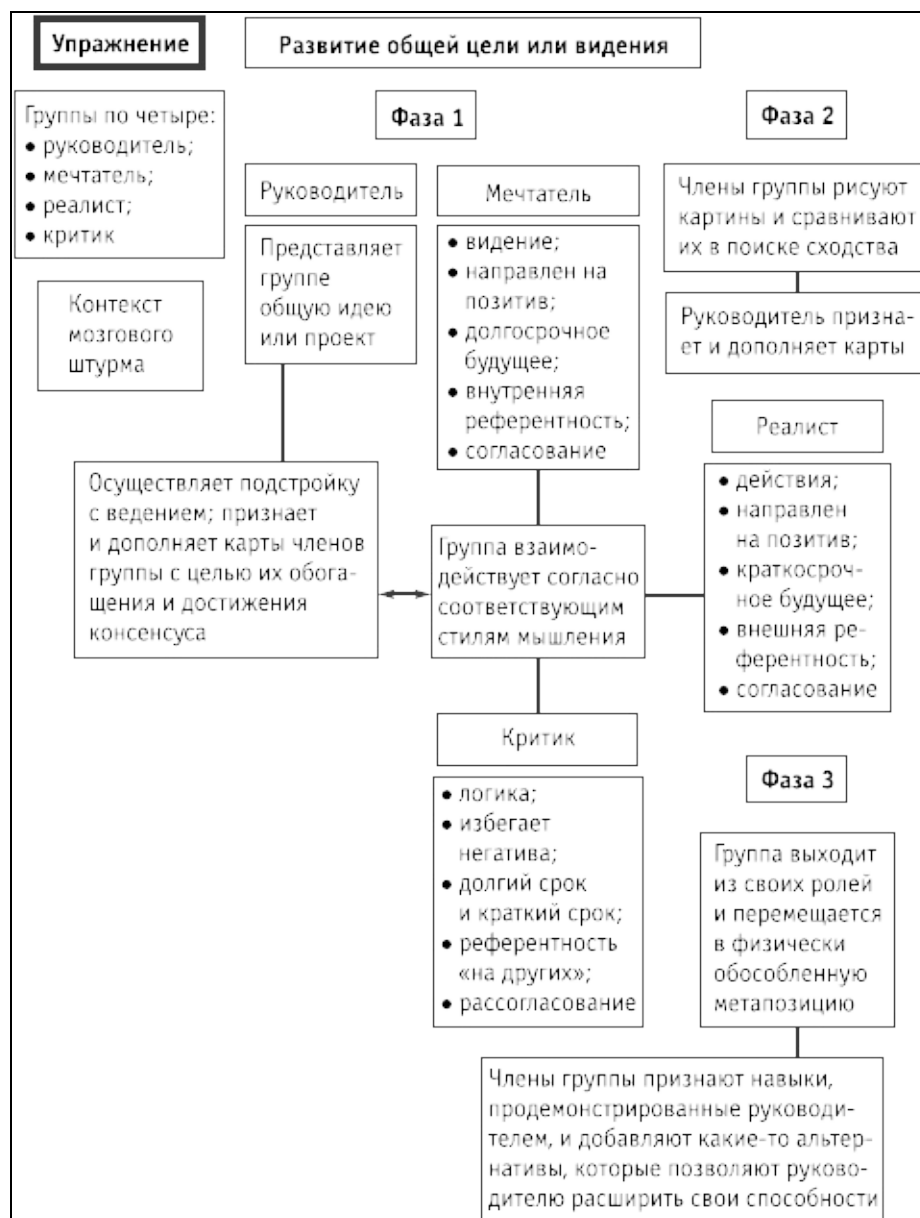 Упражнение
Развитие общей цели или видения
Группы по четыре:
● руководитель;
● мечтатель;
● реалист;
● критик
Контекст
мозгового
штурма
Фаза 1
Руководитель
Представляет
группе
общую идею
или проект
Осуществляет подстройку
с ведением; признает
и дополняет карты членов
группы с целью их обога-
щения и достижения
консенсуса
Мечтатель
● видение;
● направлен на
позитив;
● долгосрочное
будущее;
● внутренняя
референтность;
● согласование
Группа взаимо-
действует согласно
соответствующим
стилям мышления
Реалист
● действия;
● направлен
на позитив;
● краткосроч-
ное будущее;
● внешняя ре-
ферентность;
● согласование
Критик
● логика;
● избегает
негатива;
● долгий срок
и краткий срок;
● референтность
«на других»;
● рассогласование
Фаза 2
Члены группы рисуют
картины и сравнивают
их в поиске сходства
Руководитель призна-
ет и дополняет карты
Фаза 3
Группа выходит
из своих ролей
и перемещается
в физически
обособленную
метапозицию
Члены группы признают навыки,
продемонстрированные руководи-
телем, и добавляют какие-то альтер-
нативы, которые позволяют руково-
дителю расширить свои способности